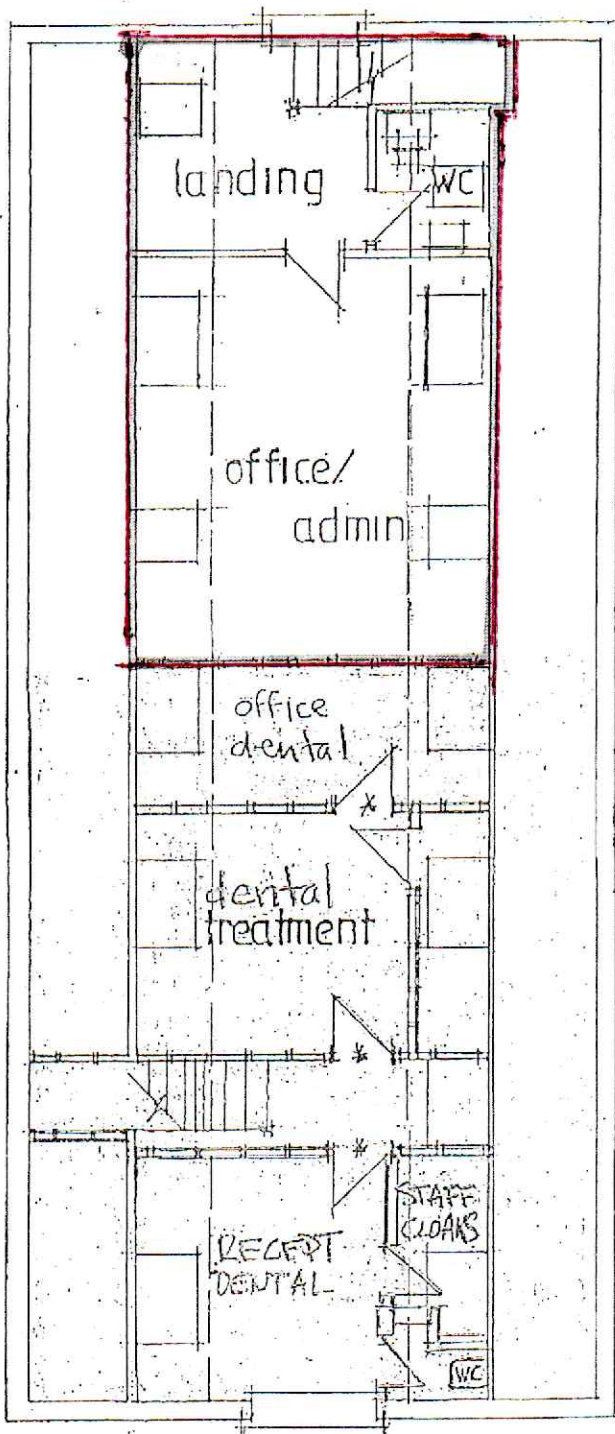 landing
WC
office/
admin
office
dental
*
dental
treatment
*
*
STAFF
CLOAKS
RECEPT
DENTAL
WC